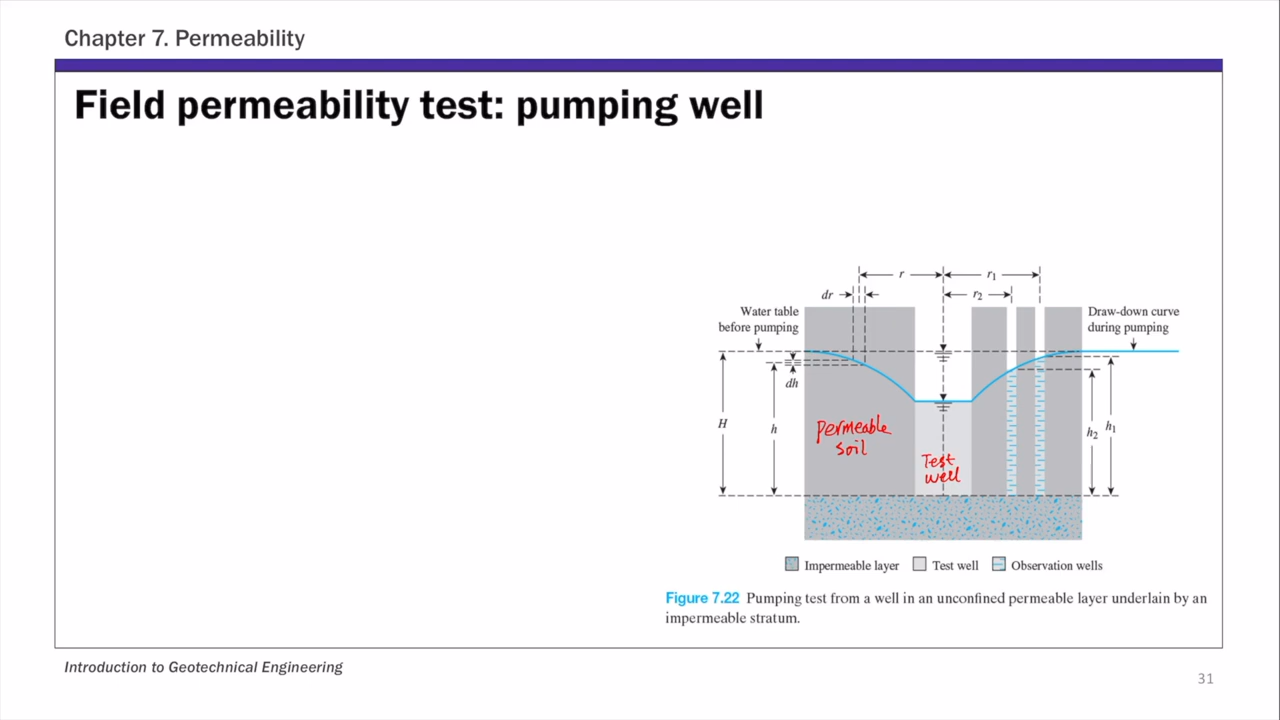 Chapter 7. Permeability
Field permeability test: pumping well
r
r1
dr
r2
Water table
before pumping
Draw-down curve
during pumping
dh
H
h
h2
h1
permeable
soil
Test
well
Impermeable layer
Test well
Observation wells
Figure 7.22 Pumping test from a well in an unconfined permeable layer underlain by an
impermeable stratum.
Introduction to Geotechnical Engineering
31